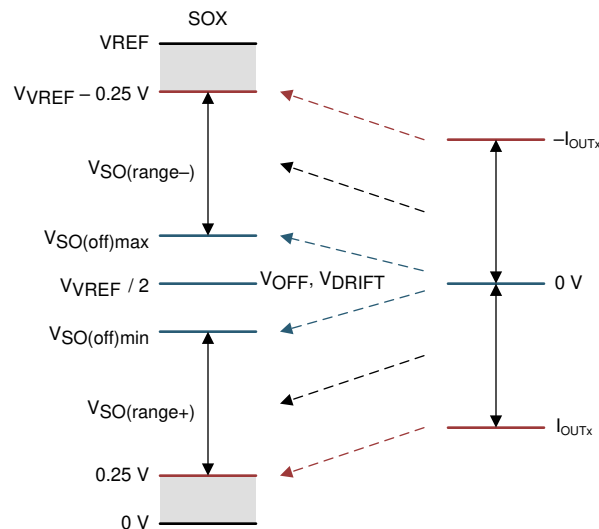 SOX
VREF
VVREF – 0.25 V
–IOUTx
VSO(range–)
VSO(off)max
VVREF / 2
VOFF, VDRIFT
0 V
VSO(off)min
VSO(range+)
IOUTx
0.25 V
0 V